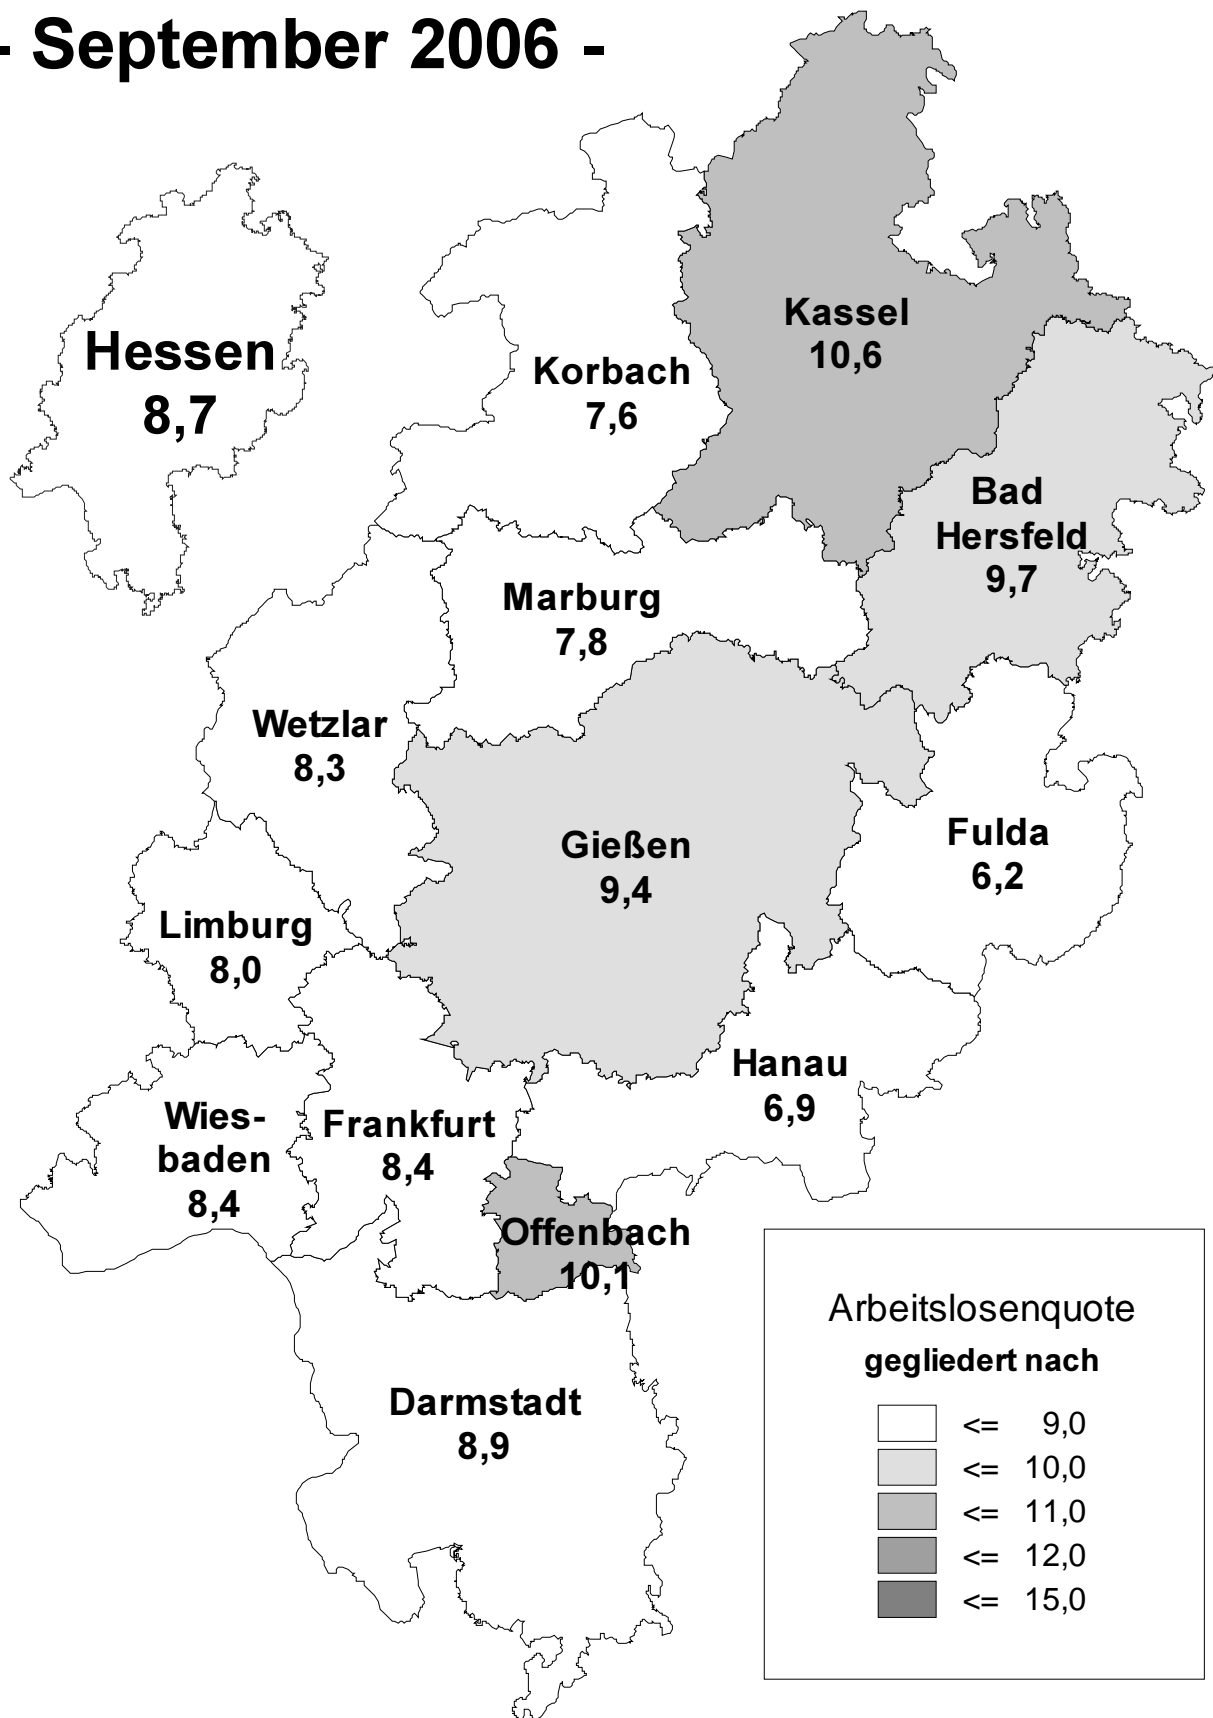 - September 2006 -
Hessen
8,7
Kassel
10,6
Korbach
7,6
Bad
Hersfeld
9,7
Marburg
7,8
Wetzlar
8,3
Gießen
9,4
Fulda
6,2
Limburg
8,0
Hanau
6,9
Wies-
baden
8,4
Frankfurt
8,4
Offenbach
10,1
Darmstadt
8,9
Arbeitslosenquote
gegliedert nach
<= 9,0
<= 10,0
<= 11,0
<= 12,0
<= 15,0